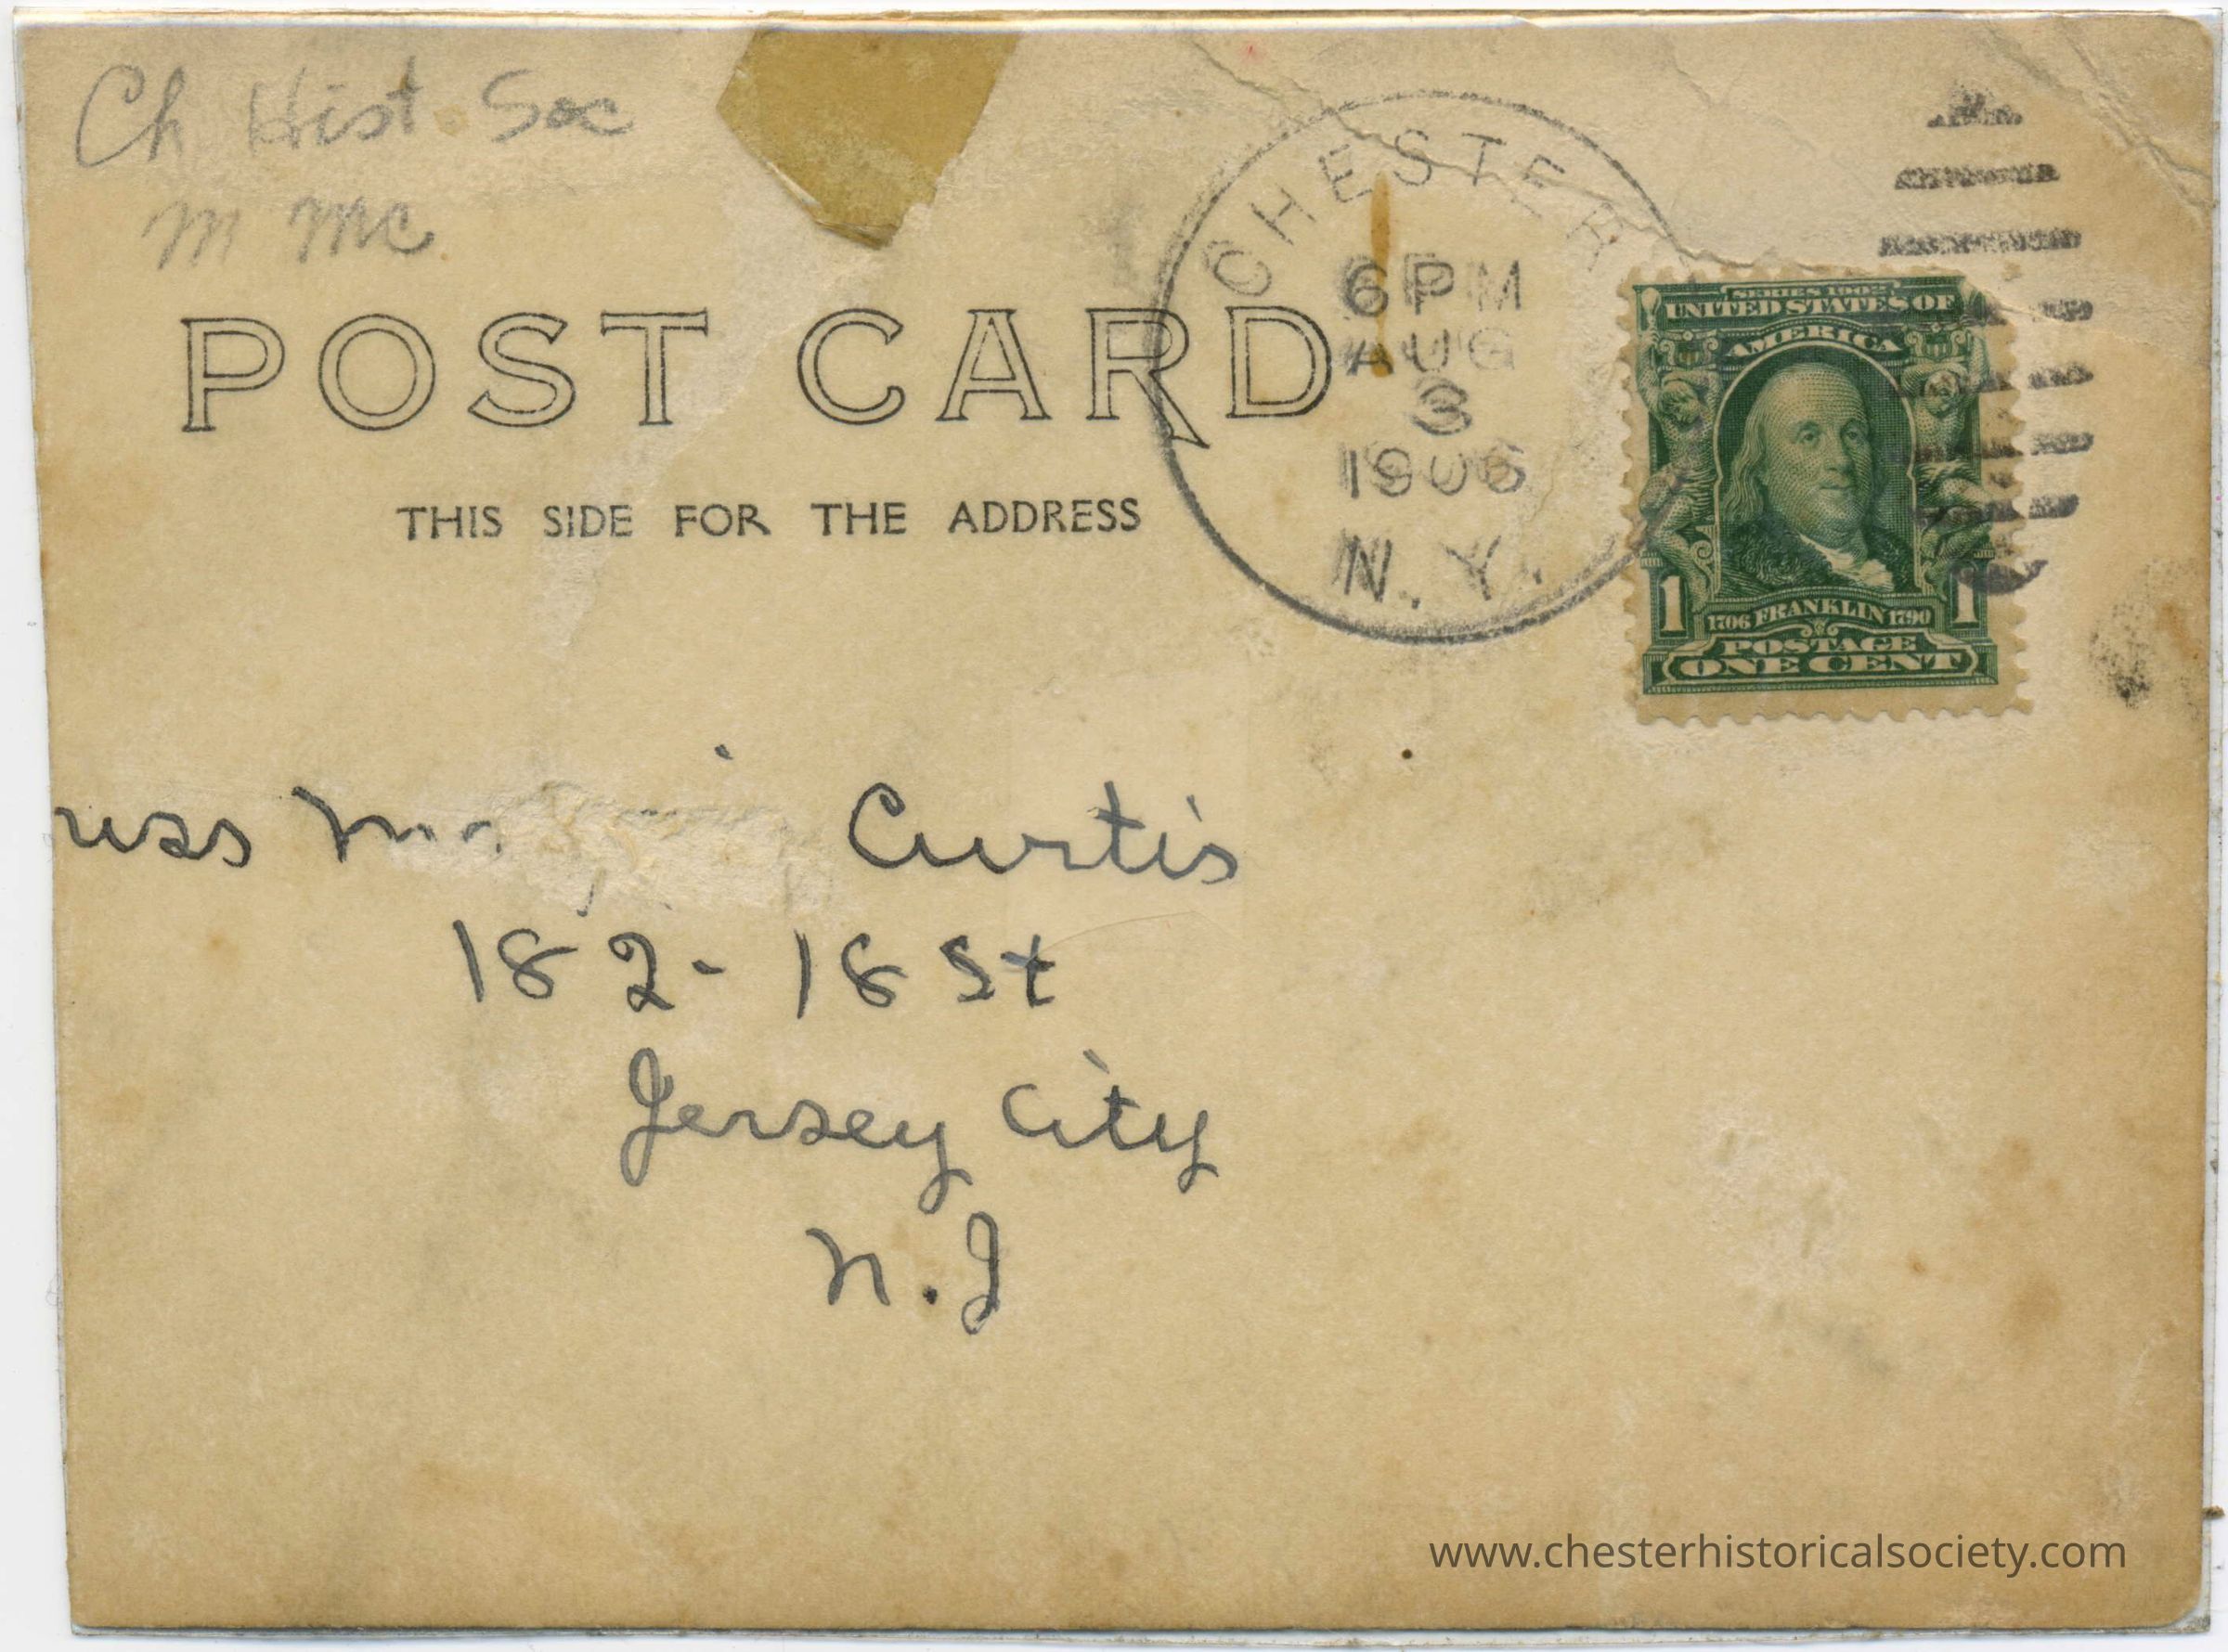 Ch Hist. Soc
M Mc
POST CARD
THIS SIDE FOR THE ADDRESS
CHESTER
6 PM
AUG
3
1906
N. Y.
SERIES 1902
UNITED STATES OF
AMERICA
1 1706 FRANKLIN 1790 1
POSTAGE
ONE CENT
Curtis
182 - 18 St
Jersey City
N.J
www.chesterhistoricalsociety.com